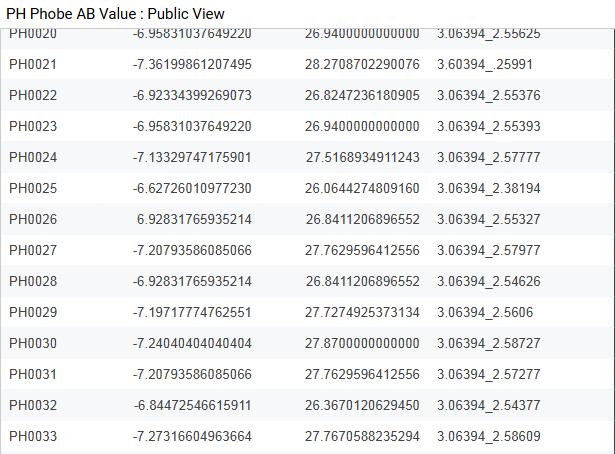 PH Phobe AB Value : Public View
PH0020 -6.95831037649220 26.9400000000000 3.06394_2.55625
PH0021 -7.36199861207495 28.2708702290076 3.60394_.25991
PH0022 -6.92334399269073 26.8247236180905 3.06394_2.55376
PH0023 -6.95831037649220 26.9400000000000 3.06394_2.55393
PH0024 -7.13329747175901 27.5168934911243 3.06394_2.57777
PH0025 -6.62726010977230 26.0644274809160 3.06394_2.38194
PH0026 6.92831765935214 26.8411206896552 3.06394_2.55327
PH0027 -7.20793586085066 27.7629596412556 3.06394_2.57977
PH0028 -6.92831765935214 26.8411206896552 3.06394_2.54626
PH0029 -7.19717774762551 27.7274925373134 3.06394_2.5606
PH0030 -7.24040404040404 27.8700000000000 3.06394_2.58727
PH0031 -7.20793586085066 27.7629596412556 3.06394_2.57277
PH0032 -6.84472546615911 26.3670120629450 3.06394_2.54377
PH0033 -7.27316604963664 27.7670588235294 3.06394_2.58609